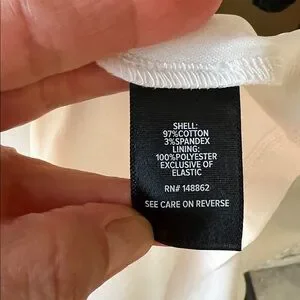 SHELL:
97%COTTON
3%SPANDEX
LINING:
100%POLYESTER
EXCLUSIVE OF
ELASTIC
RN# 148862
SEE CARE ON REVERSE